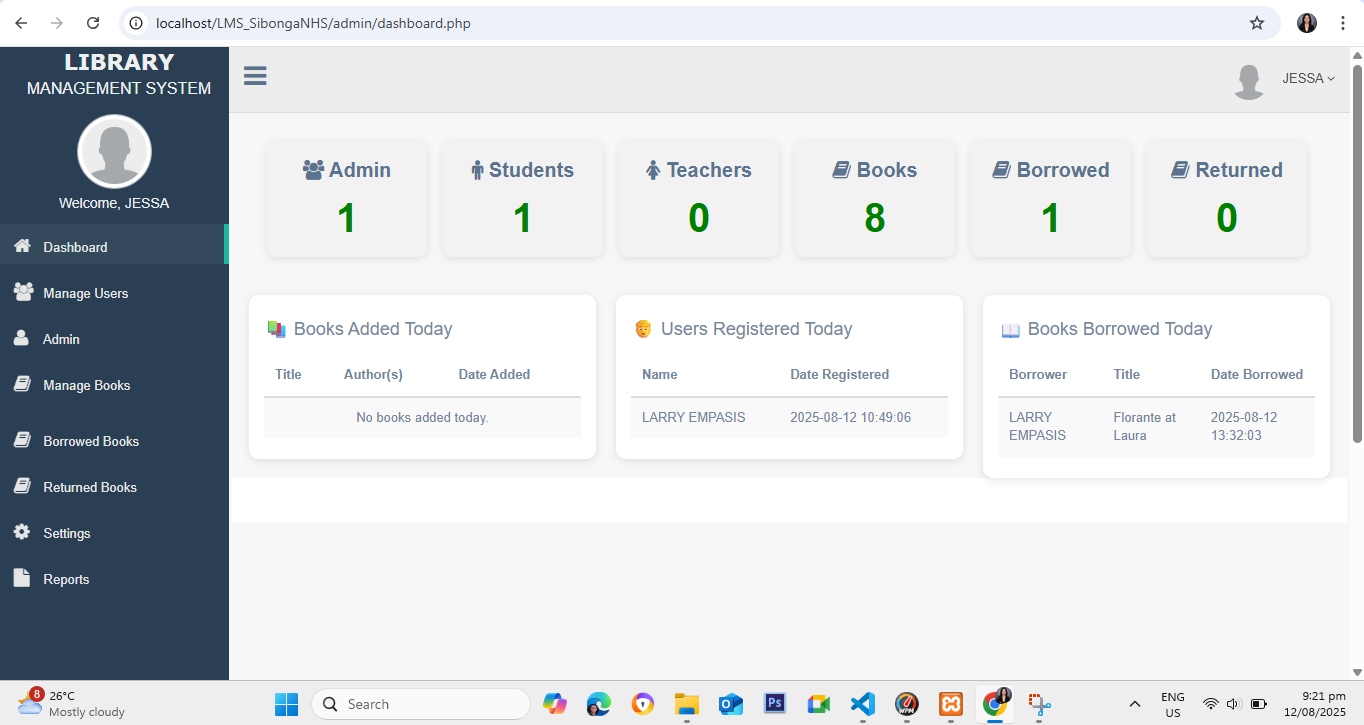 localhost/LMS_SibongaNHS/admin/dashboard.php
LIBRARY
MANAGEMENT SYSTEM
Welcome, JESSA
Dashboard
Manage Users
Admin
Manage Books
Borrowed Books
Returned Books
Settings
Reports
JESSA
Admin
1
Students
1
Teachers
0
Books
8
Borrowed
1
Returned
0
Books Added Today
Title Author(s) Date Added
No books added today.
Users Registered Today
Name Date Registered
LARRY EMPASIS 2025-08-12 10:49:06
Books Borrowed Today
Borrower Title Date Borrowed
LARRY Florante at 2025-08-12
EMPASIS Laura 13:32:03
8
26°C
Mostly cloudy
Search
Ps
WPM
ENG
US
9:21 pm
12/08/2025